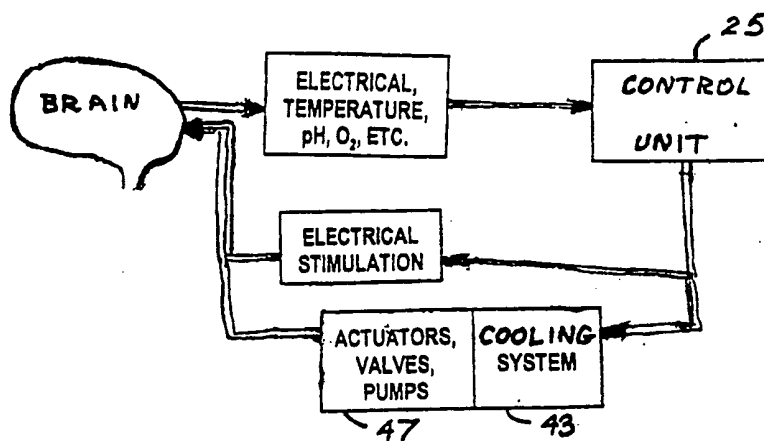 25
BRAIN
ELECTRICAL,
TEMPERATURE,
pH, O₂, ETC.
CONTROL
UNIT
ELECTRICAL
STIMULATION
ACTUATORS,
VALVES,
PUMPS
COOLING
SYSTEM
47
43